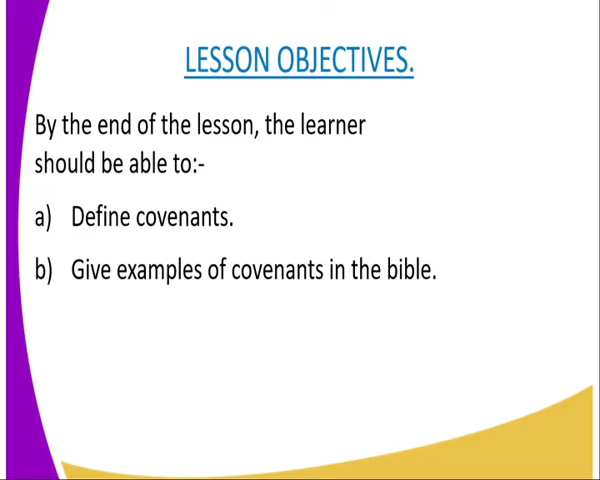 LESSON OBJECTIVES.
By the end of the lesson, the learner
should be able to:-
a) Define covenants.
b) Give examples of covenants in the bible.